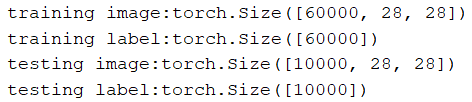 training image:torch.Size([60000, 28, 28])
training label:torch.Size([60000])
testing image:torch.Size([10000, 28, 28])
testing label:torch.Size([10000])